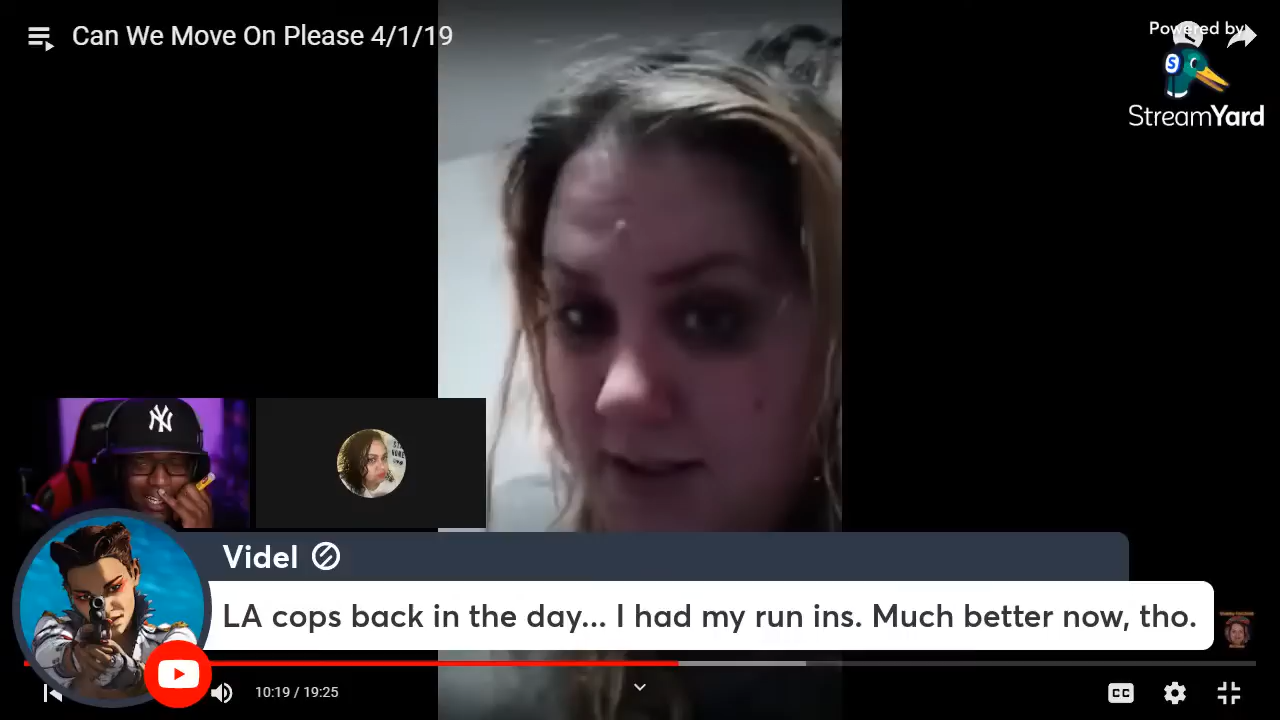 Can We Move On Please 4/1/19
Powered by
StreamYard
Videl
LA cops back in the day... I had my run ins. Much better now, tho.
10:19 / 19:25
CC